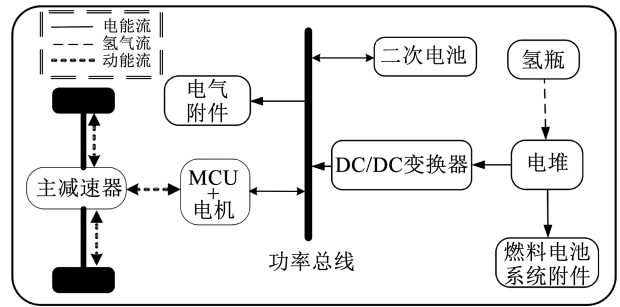 电能流
氢气流
动能流
二次电池
氢瓶
电气
附件
DC/DC变换器
电堆
主减速器
MCU
+
电机
功率总线
燃料电池
系统附件